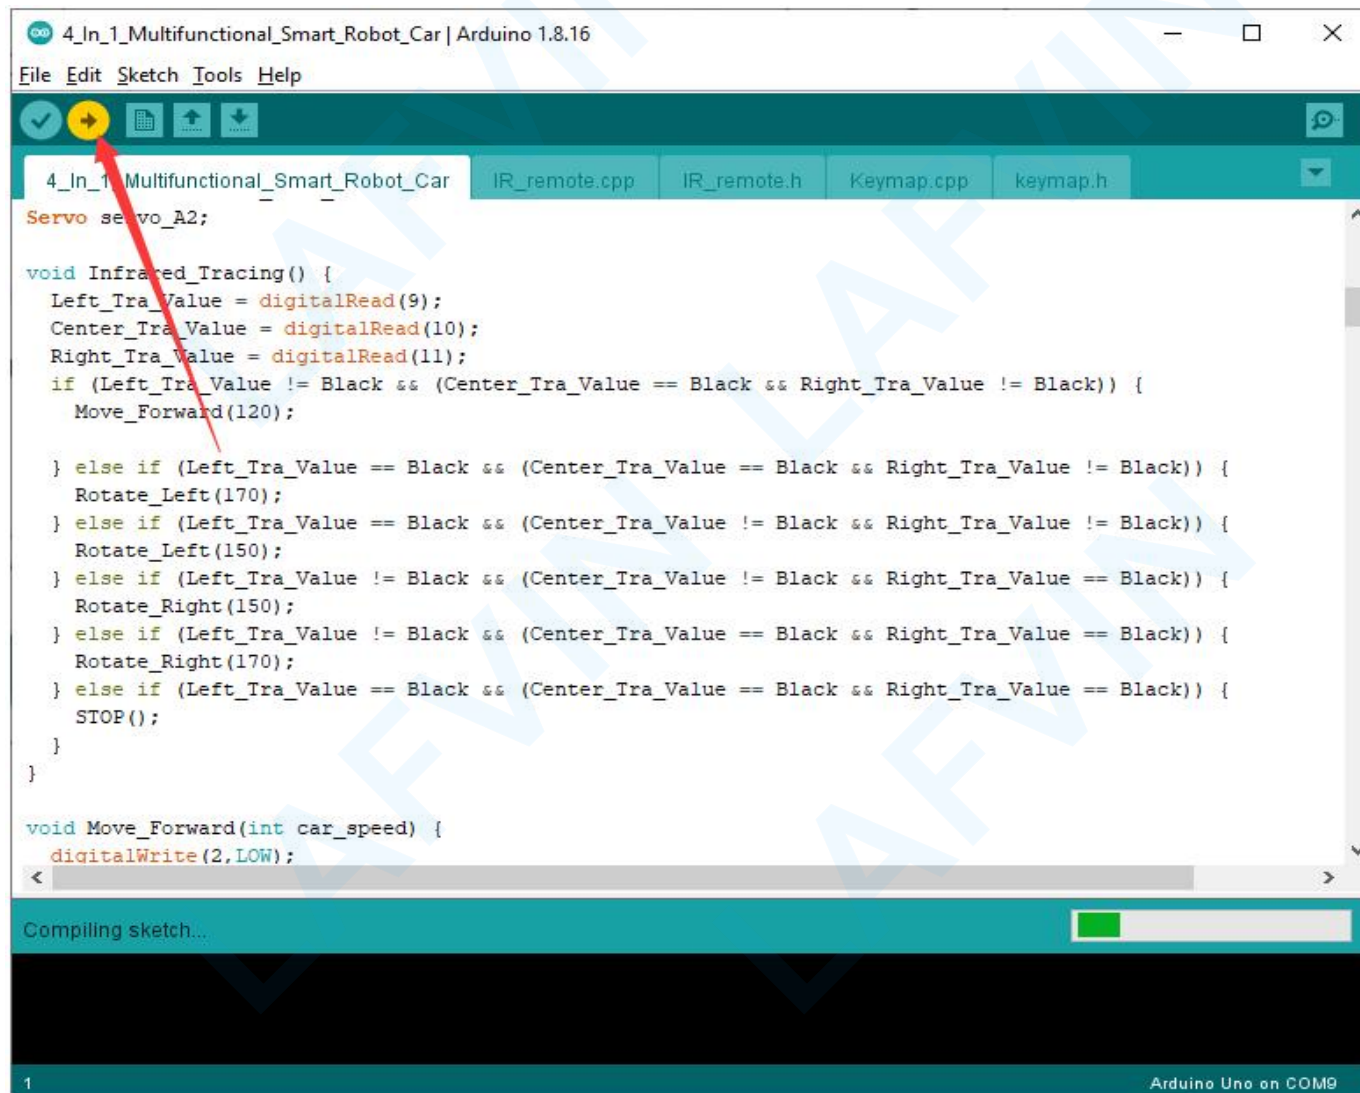 4_In_1_Multifunctional_Smart_Robot_Car | Arduino 1.8.16
File Edit Sketch Tools Help
4_In_1_Multifunctional_Smart_Robot_Car IR_remote.cpp IR_remote.h Keymap.cpp keymap.h
Servo servo_A2;
void Infrared_Tracing() {
Left_Tra_Value = digitalRead(9);
Center_Tra_Value = digitalRead(10);
Right_Tra_Value = digitalRead(11);
if (Left_Tra_Value != Black && (Center_Tra_Value == Black && Right_Tra_Value != Black)) {
Move_Forward(120);
} else if (Left_Tra_Value == Black && (Center_Tra_Value == Black && Right_Tra_Value != Black)) {
Rotate_Left(170);
} else if (Left_Tra_Value == Black && (Center_Tra_Value != Black && Right_Tra_Value != Black)) {
Rotate_Left(150);
} else if (Left_Tra_Value != Black && (Center_Tra_Value != Black && Right_Tra_Value == Black)) {
Rotate_Right(150);
} else if (Left_Tra_Value != Black && (Center_Tra_Value == Black && Right_Tra_Value == Black)) {
Rotate_Right(170);
} else if (Left_Tra_Value == Black && (Center_Tra_Value == Black && Right_Tra_Value == Black)) {
STOP();
}
}
void Move_Forward(int car_speed) {
digitalWrite(2,LOW);
Compiling sketch...
1 Arduino Uno on COM9
LAFVIN
LAFVIN
LAFVIN
LAFVIN